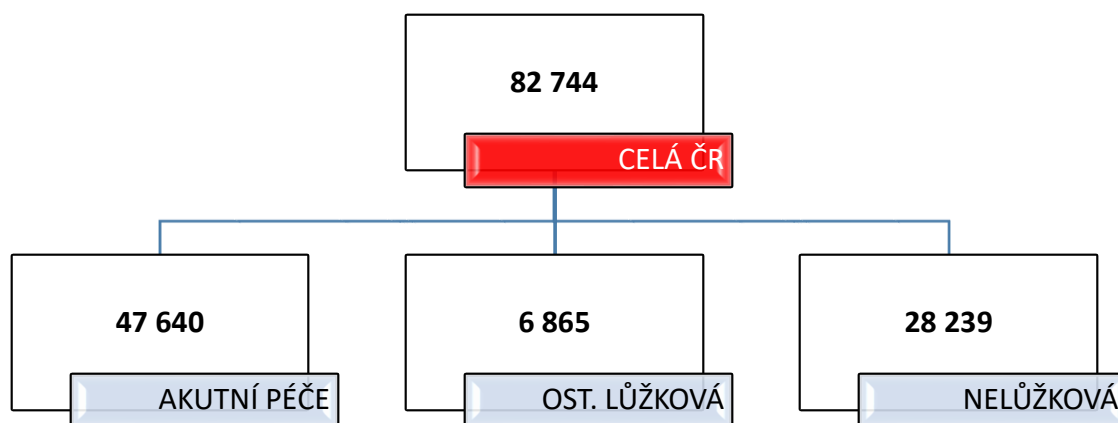 82 744
CELÁ ČR
47 640
AKUTNÍ PÉČE
6 865
OST. LŮŽKOVÁ
28 239
NELŮŽKOVÁ